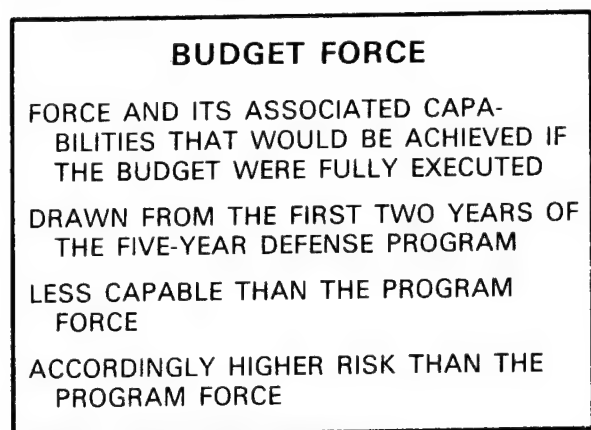 BUDGET FORCE
FORCE AND ITS ASSOCIATED CAPA-
BILITIES THAT WOULD BE ACHIEVED IF
THE BUDGET WERE FULLY EXECUTED
DRAWN FROM THE FIRST TWO YEARS OF
THE FIVE-YEAR DEFENSE PROGRAM
LESS CAPABLE THAN THE PROGRAM
FORCE
ACCORDINGLY HIGHER RISK THAN THE
PROGRAM FORCE